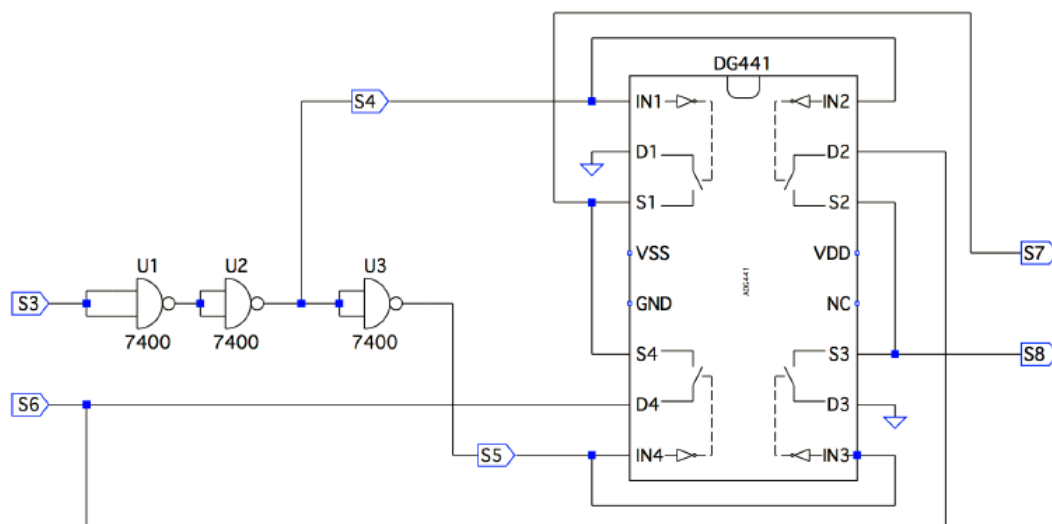 DG441
S4
IN1
IN2
D1
D2
S1
S2
VSS
VDD
S7
U1
U2
U3
ADG441
S3
GND
NC
7400
7400
7400
S4
S3
S8
S6
D4
D3
S5
IN4
IN3